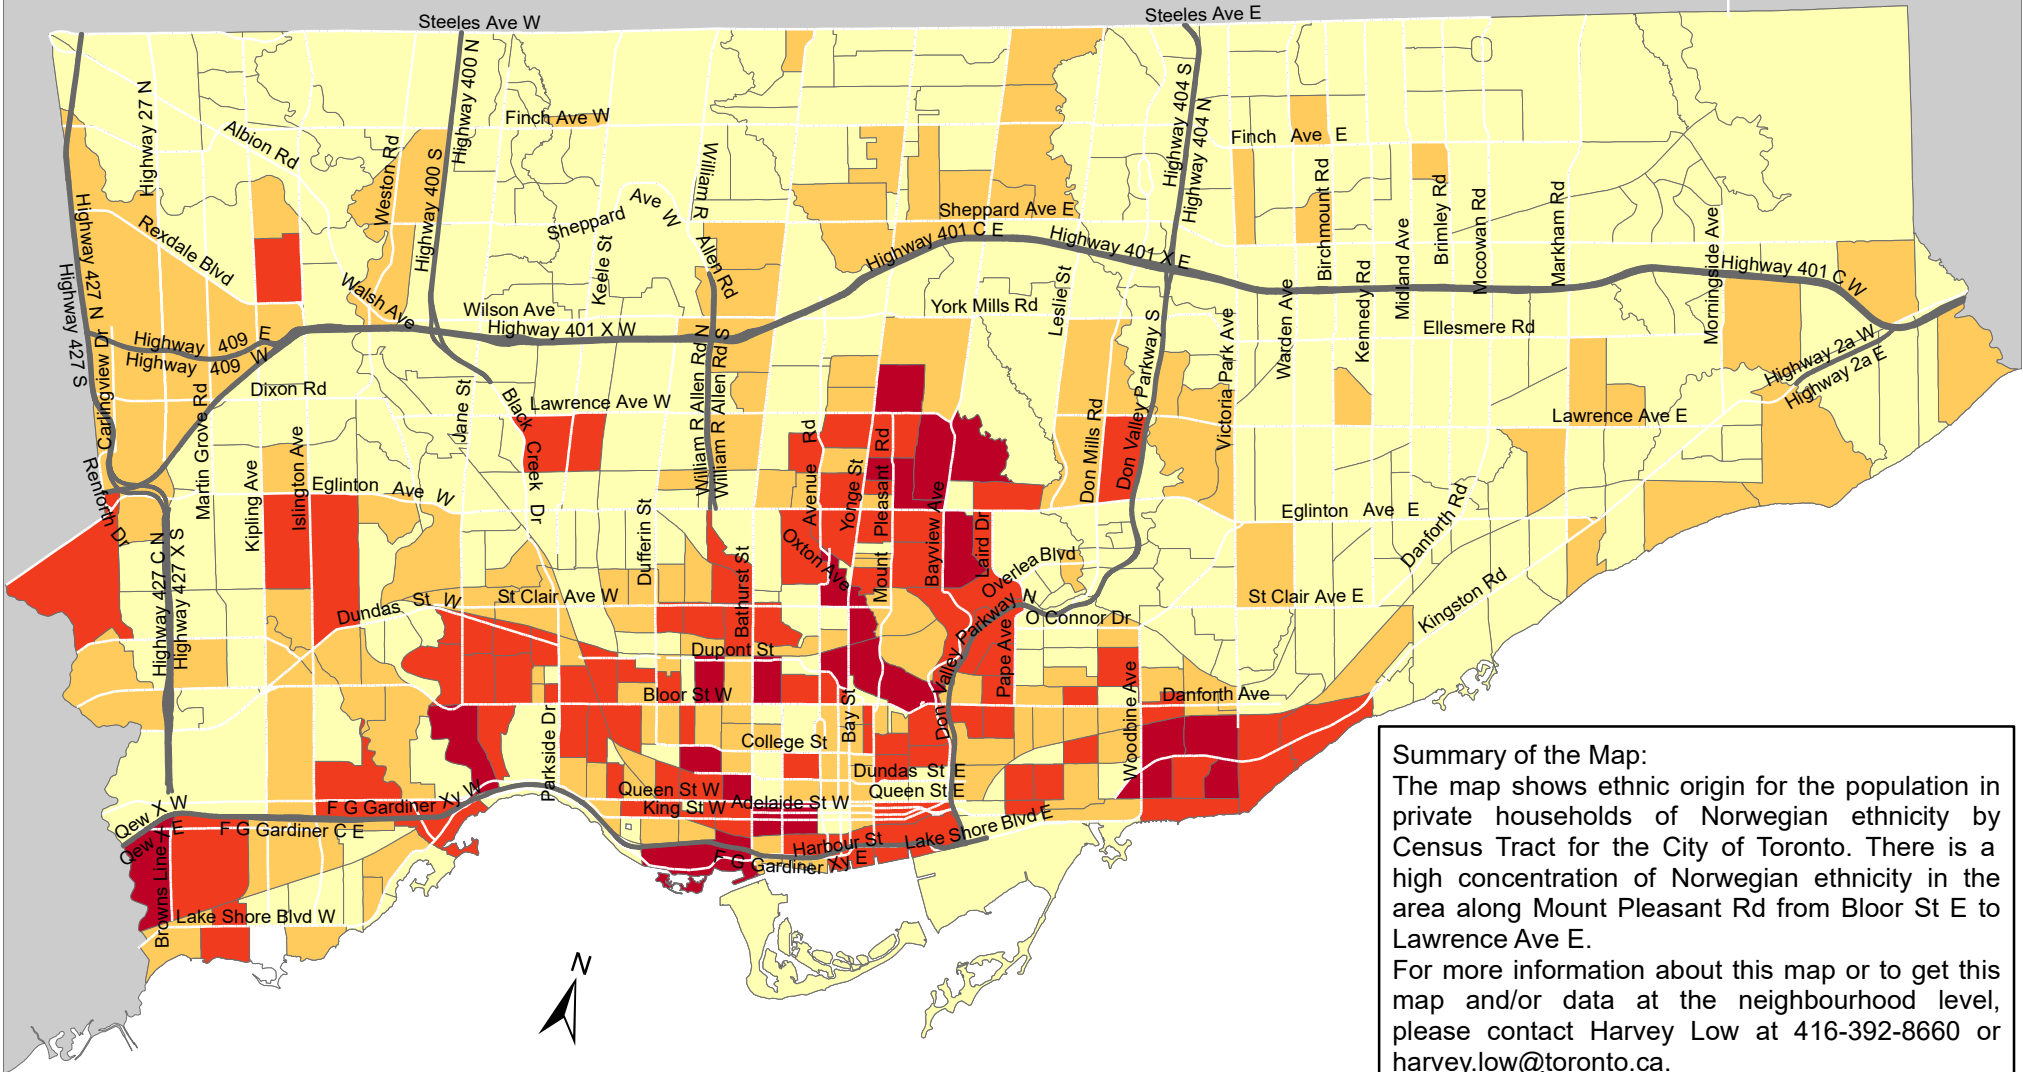 Steeles Ave W
Steeles Ave E
Highway 27 N
Highway 400 N
Highway 404 S
Highway 404 N
Albion Rd
Finch Ave W
Finch Ave E
Weston Rd
Highway 400 S
William R Allen Rd
Sheppard Ave W
Sheppard Ave E
Keele St
Highway 427 N
Highway 427 S
Rexdale Blvd
Walsh Ave
Wilson Ave
Highway 401 C E
Highway 401 X E
Highway 401 X W
York Mills Rd
Leslie St
Birchmount Rd
Kennedy Rd
Midland Ave
Brimley Rd
Mccowan Rd
Markham Rd
Morningside Ave
Highway 401 C W
Warden Ave
Victoria Park Ave
Ellesmere Rd
Highway 2a W
Highway 2a E
Highway 409 E
Highway 409 W
Carlingview Dr
Dixon Rd
Martin Grove Rd
Jane St
Black Creek Dr
Lawrence Ave W
William R Allen Rd N
William R Allen Rd S
Lawrence Ave E
Don Mills Rd
Don Valley Parkway S
Renforth Dr
Kipling Ave
Islington Ave
Eglinton Ave W
Avenue Rd
Yonge St
Mount Pleasant Rd
Bayview Ave
Laird Dr
Eglinton Ave E
Danforth Rd
Highway 427 C N
Highway 427 X S
Dufferin St
Bathurst St
Oxton Ave
Overlea Blvd
O Connor Dr
Dundas St W
St Clair Ave W
St Clair Ave E
Kingston Rd
Don Valley Parkway N
Pape Ave
Dupont St
Bloor St W
Bay St
Woodbine Ave
Danforth Ave
Parkside Dr
College St
Dundas St E
Queen St W
Queen St E
King St W
Adelaide St W
Qew X W
Qew X E
F G Gardiner Xy W
F G Gardiner C E
Harbour St
Lake Shore Blvd E
F G Gardiner Xy E
Browns Line
Lake Shore Blvd W
N
Summary of the Map:
The map shows ethnic origin for the population in
private households of Norwegian ethnicity by
Census Tract for the City of Toronto. There is a
high concentration of Norwegian ethnicity in the
area along Mount Pleasant Rd from Bloor St E to
Lawrence Ave E.
For more information about this map or to get this
map and/or data at the neighbourhood level,
please contact Harvey Low at 416-392-8660 or
harvey.low@toronto.ca.